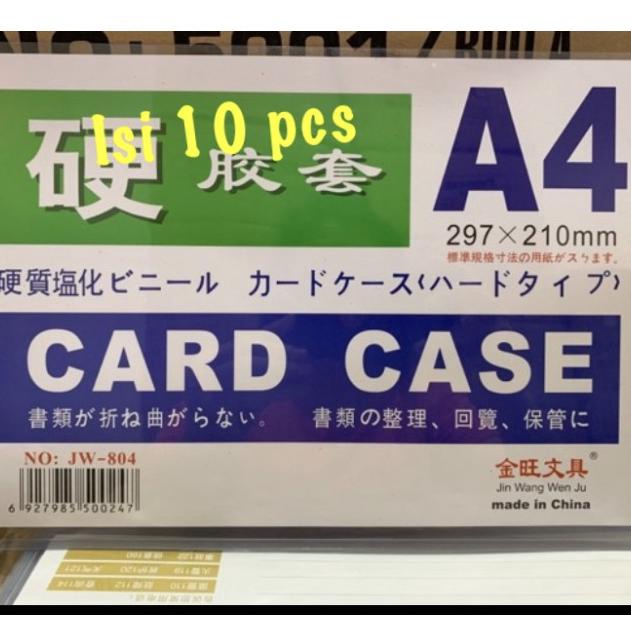 Isi 10 pcs
硬胶套
A4
297×210mm
標準規格寸法の用紙がスㄅます。
硬質塩化ビニール カードケース〈ハードタイプ〉
CARD CASE
書類が折ね曲がらない。 書類の整理、回覧、保管に
NO: JW-804
6 927985 500247
金旺文具®
Jin Wang Wen Ju
made in China